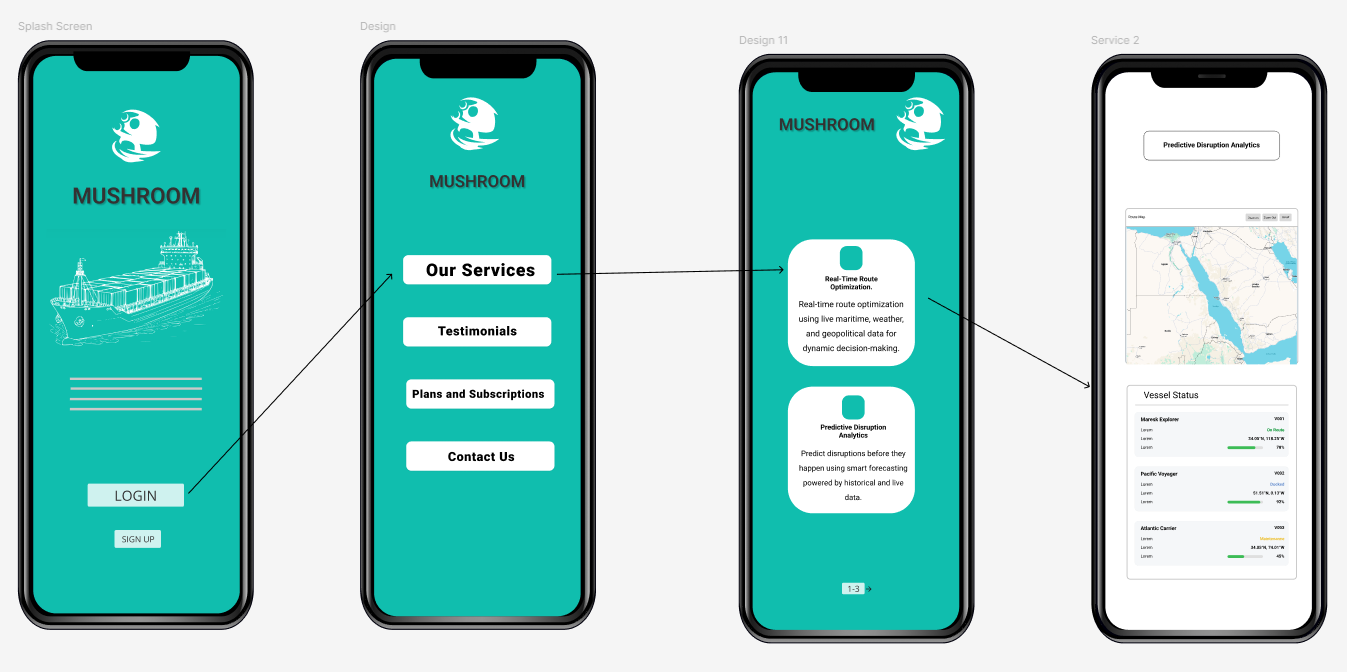 Splash Screen
MUSHROOM
LOGIN
SIGN UP
Design
MUSHROOM
Our Services
Testimonials
Plans and Subscriptions
Contact Us
Design 11
MUSHROOM
Real-Time Route
Optimization.
Real-time route optimization
using live maritime, weather,
and geopolitical data for
dynamic decision-making.
Predictive Disruption
Analytics
Predict disruptions before they
happen using smart forecasting
powered by historical and live
data.
1-3
Service 2
Predictive Disruption Analytics
Vessel Status
Maresk Explorer V001
Lorem On Route
Lorem 34.05°N, 118.25°W
Lorem 78%
Pacific Voyager V002
Lorem Docked
Lorem 51.51°N, 0.13°W
Lorem 92%
Atlantic Carrier V003
Lorem Maintenance
Lorem 34.05°N, 74.01°W
Lorem 45%